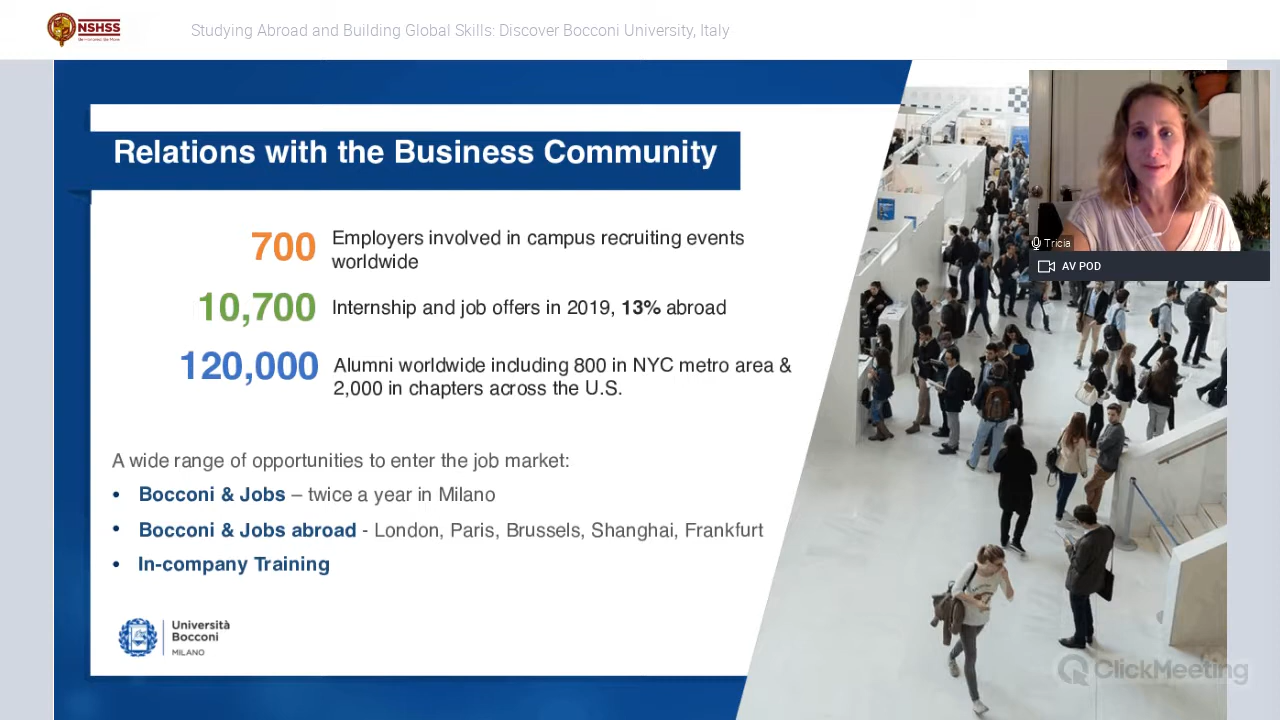 NSHSS
Studying Abroad and Building Global Skills: Discover Bocconi University, Italy
Relations with the Business Community
700 Employers involved in campus recruiting events
worldwide
10,700 Internship and job offers in 2019, 13% abroad
120,000 Alumni worldwide including 800 in NYC metro area &
2,000 in chapters across the U.S.
A wide range of opportunities to enter the job market:
• Bocconi & Jobs – twice a year in Milano
• Bocconi & Jobs abroad - London, Paris, Brussels, Shanghai, Frankfurt
• In-company Training
Università
Bocconi
MILANO
Tricia
AV POD
ClickMeeting